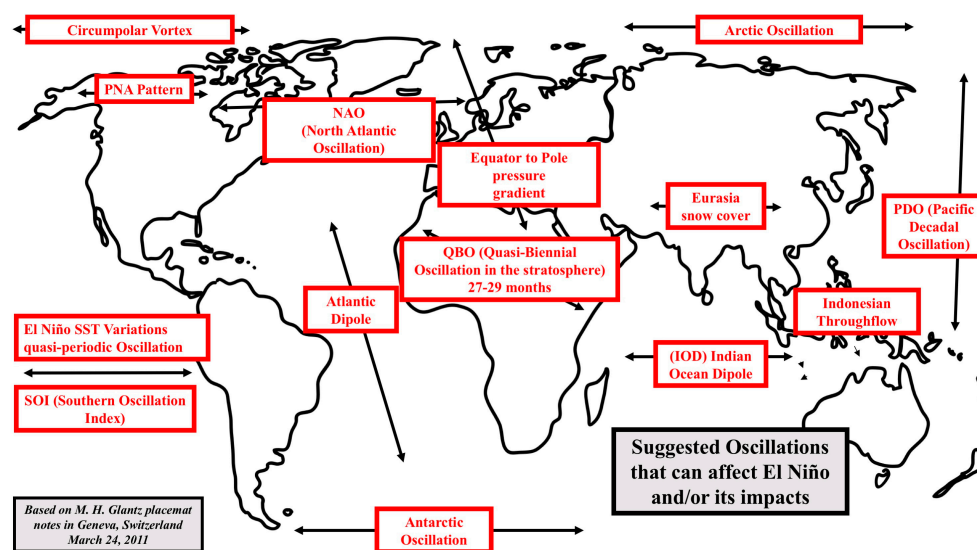 Circumpolar Vortex
Arctic Oscillation
PNA Pattern
NAO
(North Atlantic
Oscillation)
Equator to Pole
pressure
gradient
Eurasia
snow cover
PDO (Pacific
Decadal
Oscillation)
QBO (Quasi-Biennial
Oscillation in the stratosphere)
27-29 months
Atlantic
Dipole
Indonesian
Throughflow
El Niño SST Variations
quasi-periodic Oscillation
(IOD) Indian
Ocean Dipole
SOI (Southern Oscillation
Index)
Suggested Oscillations
that can affect El Niño
and/or its impacts
Based on M. H. Glantz placemat
notes in Geneva, Switzerland
March 24, 2011
Antarctic
Oscillation